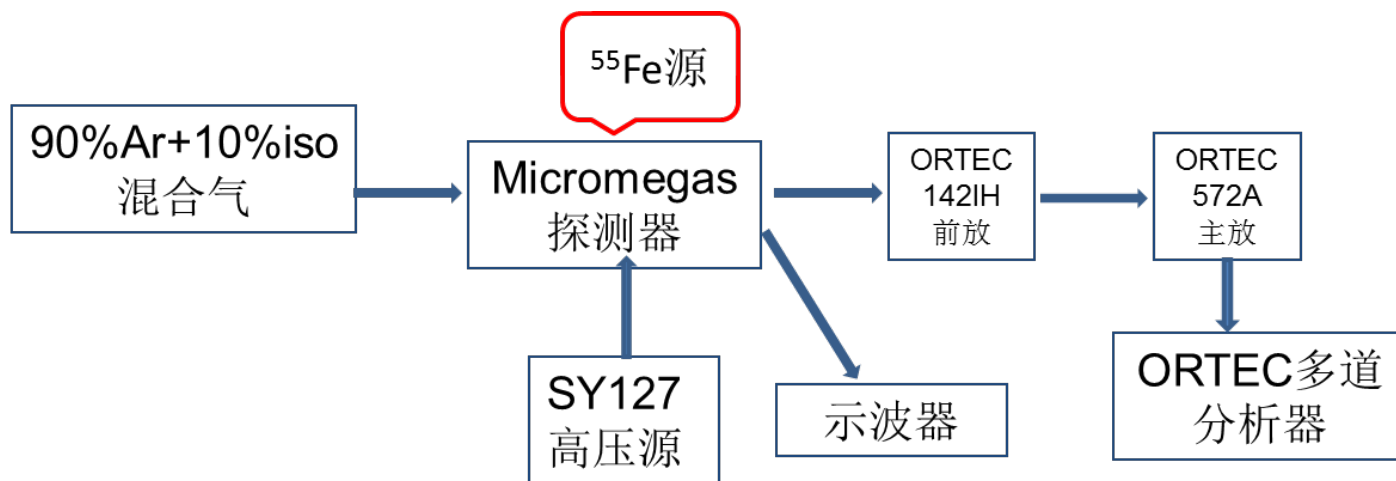 ⁵⁵Fe源
90%Ar+10%iso
混合气
Micromegas
探测器
ORTEC
142IH
前放
ORTEC
572A
主放
SY127
高压源
示波器
ORTEC多道
分析器